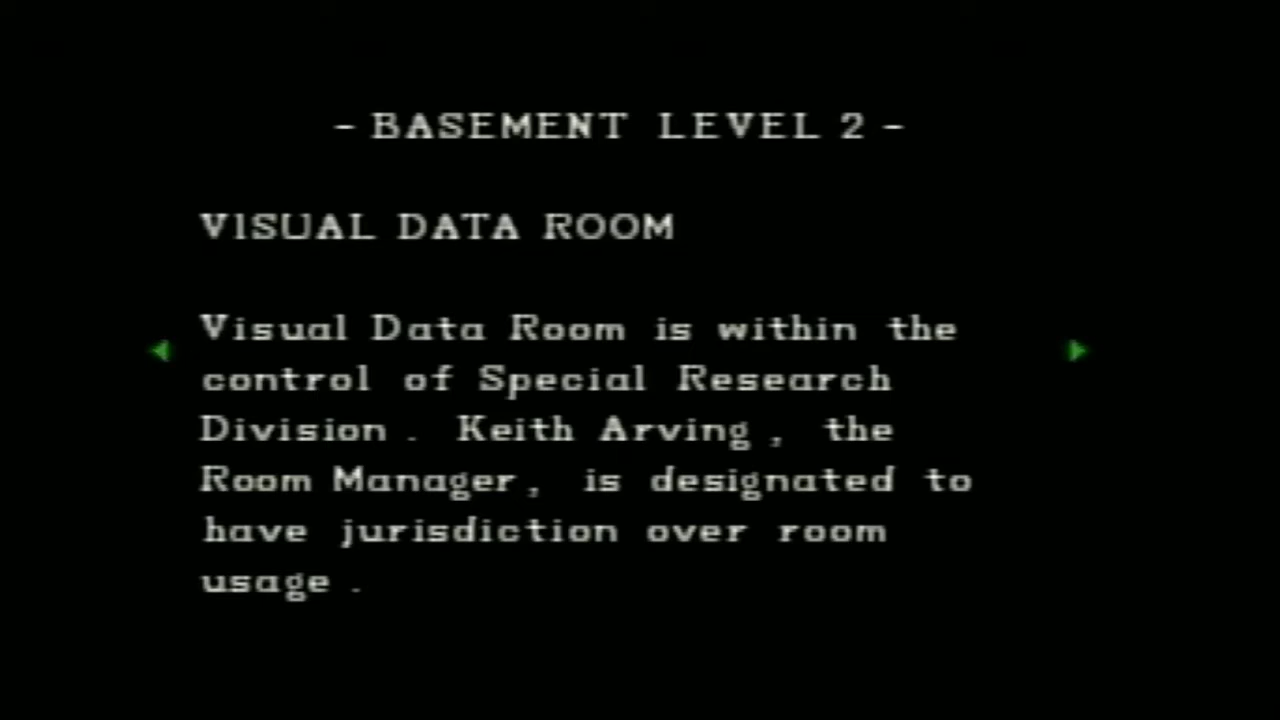 - BASEMENT LEVEL 2 -
VISUAL DATA ROOM
Visual Data Room is within the
control of Special Research
Division. Keith Arving, the
Room Manager, is designated to
have jurisdiction over room
usage.